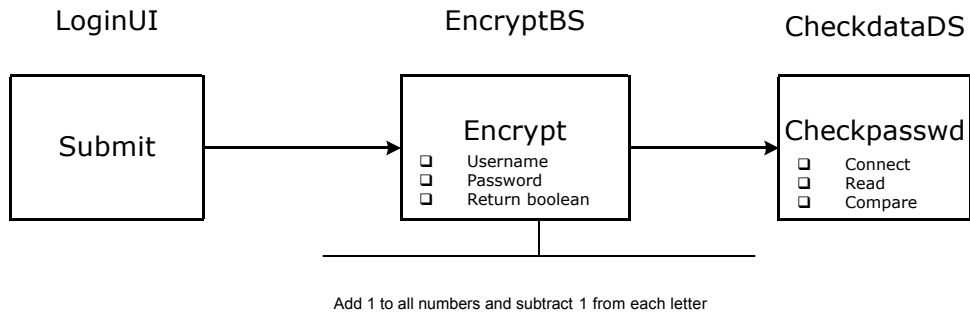 LoginUI
EncryptBS
CheckdataDS
Submit
Encrypt
❑ Username
❑ Password
❑ Return boolean
Checkpasswd
❑ Connect
❑ Read
❑ Compare
Add 1 to all numbers and subtract 1 from each letter